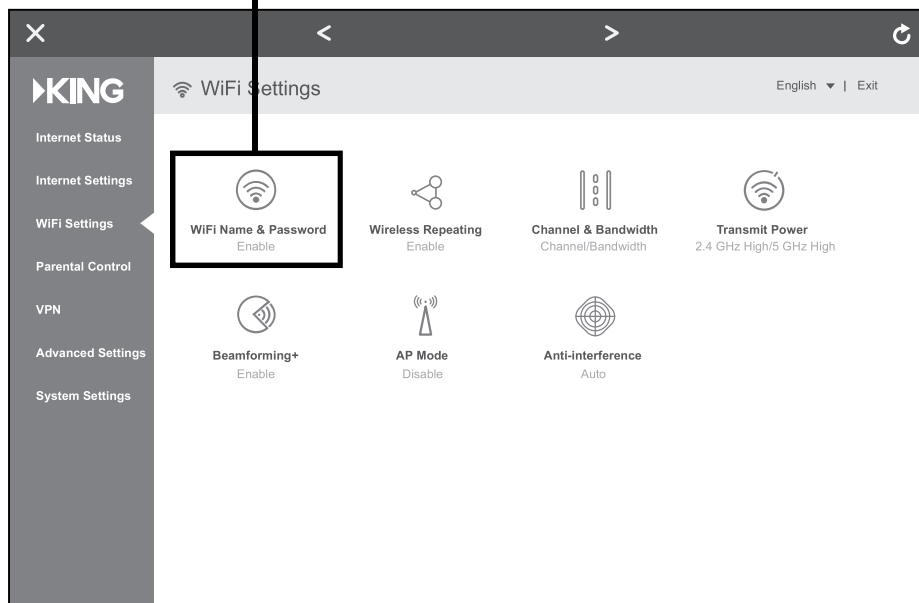 KING
WiFi Settings
English | Exit
Internet Status
Internet Settings
WiFi Settings
Parental Control
VPN
Advanced Settings
System Settings
WiFi Name & Password
Enable
Wireless Repeating
Enable
Channel & Bandwidth
Channel/Bandwidth
Transmit Power
2.4 GHz High/5 GHz High
Beamforming+
Enable
AP Mode
Disable
Anti-interference
Auto